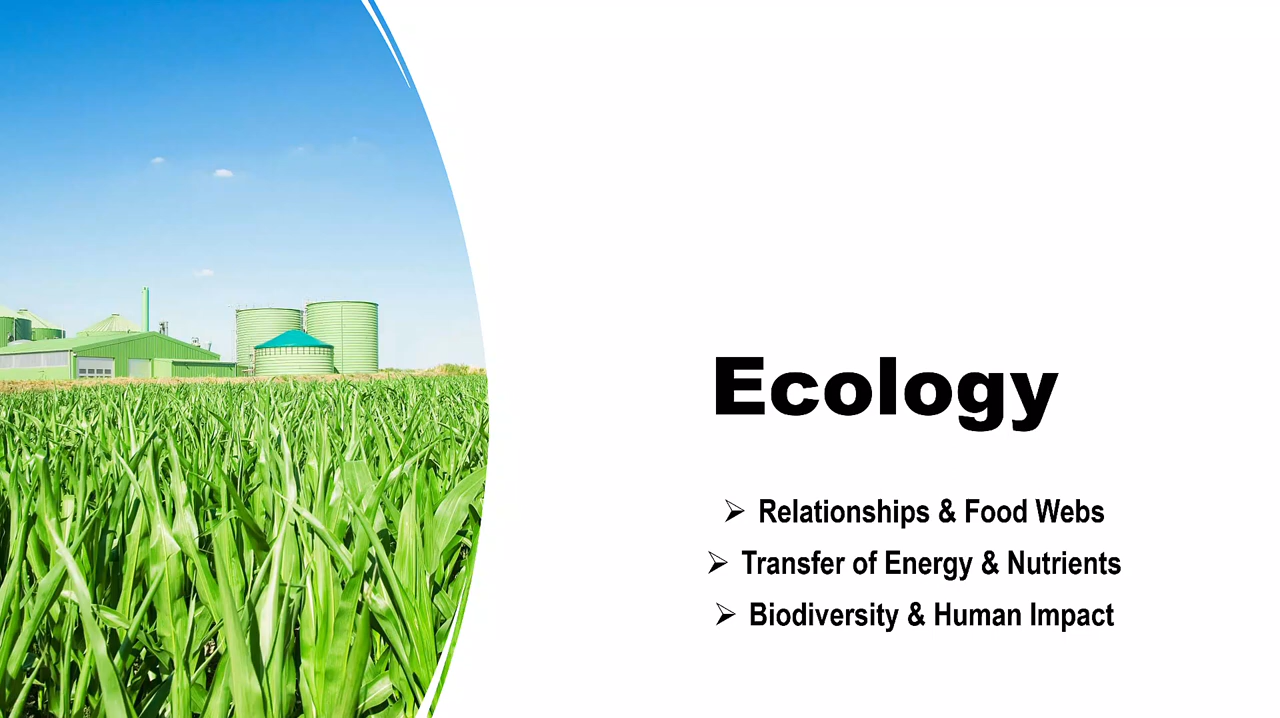 Ecology
➢ Relationships & Food Webs
➢ Transfer of Energy & Nutrients
➢ Biodiversity & Human Impact